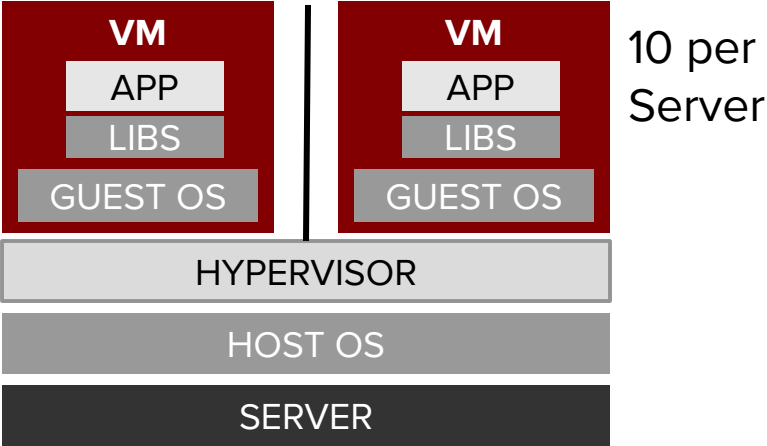 VM
APP
LIBS
GUEST OS
VM
APP
LIBS
GUEST OS
10 per
Server
HYPERVISOR
HOST OS
SERVER